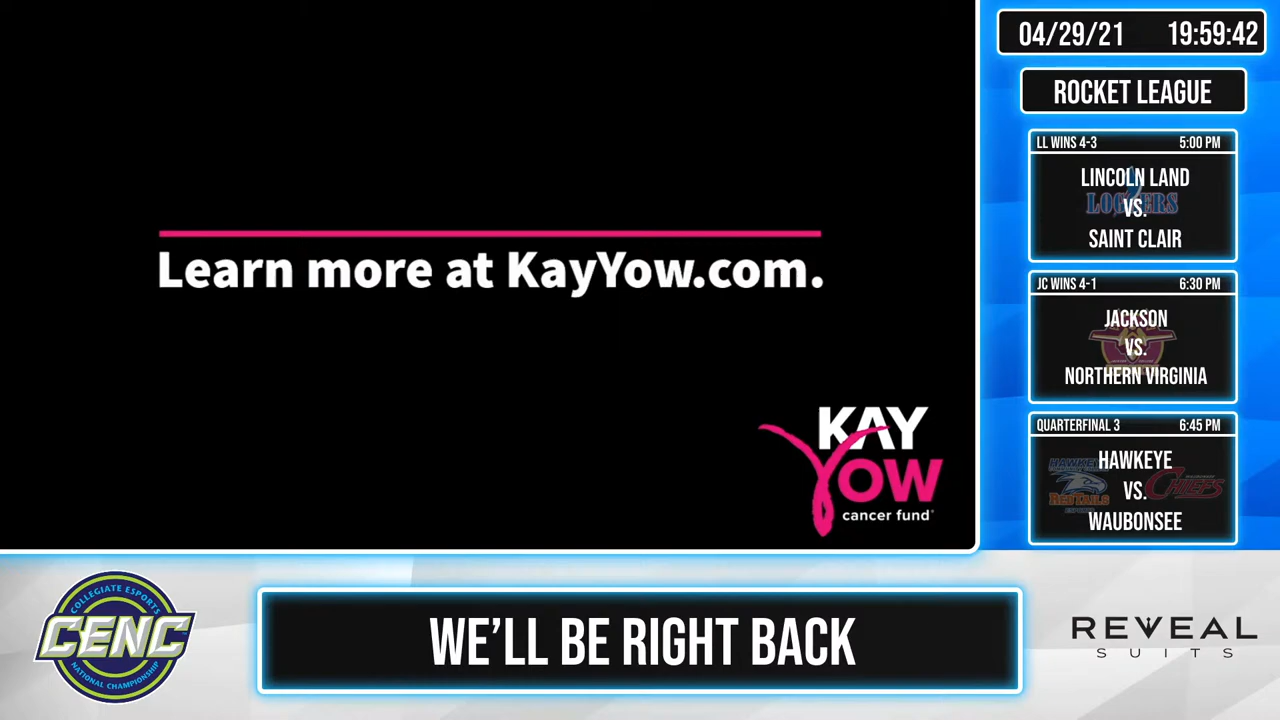 04/29/21 19:59:42
ROCKET LEAGUE
LL WINS 4-3 5:00 PM
LINCOLN LAND
VS.
SAINT CLAIR
JC WINS 4-1 6:30 PM
JACKSON
VS.
NORTHERN VIRGINIA
QUARTERFINAL 3 6:45 PM
HAWKEYE
VS.
WAUBONSEE
Learn more at KayYow.com.
KAY
YOW
cancer fund
COLLEGIATE ESPORTS
CENC
NATIONAL CHAMPIONSHIP
WE'LL BE RIGHT BACK
REVEAL
SUITS